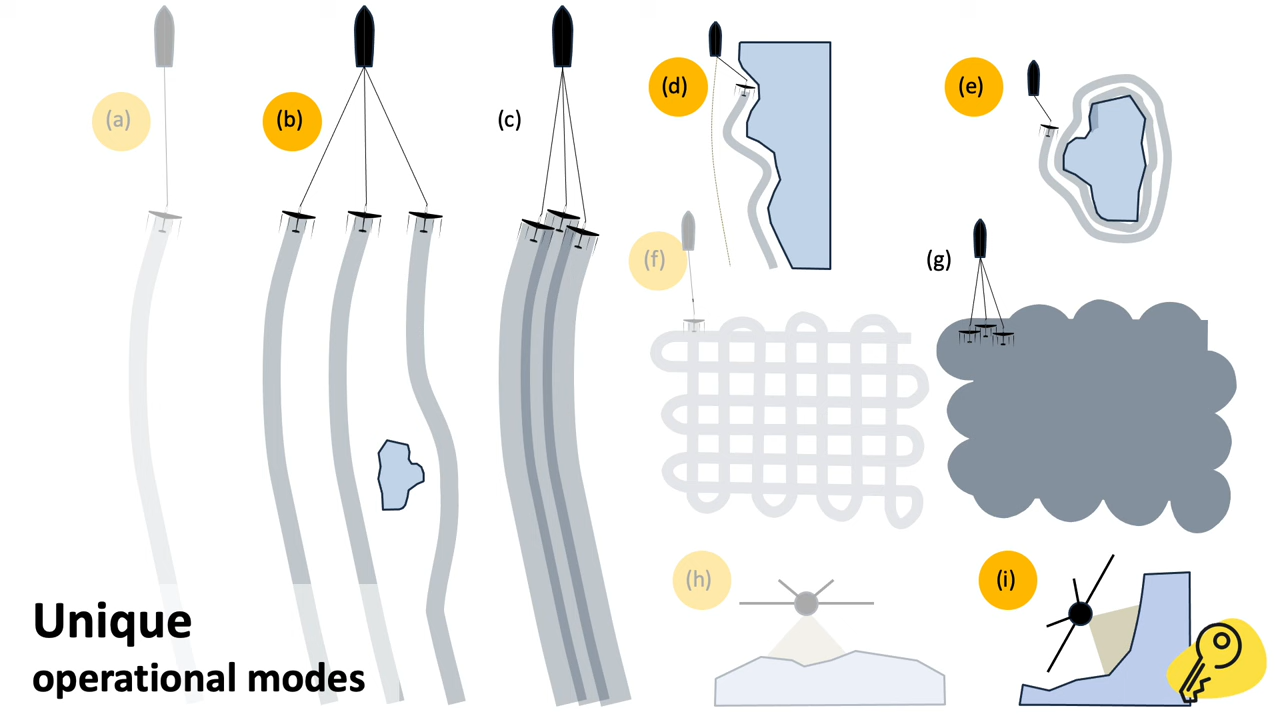 (a)
(b)
(c)
(d)
(e)
(f)
(g)
(h)
(i)
Unique
operational modes